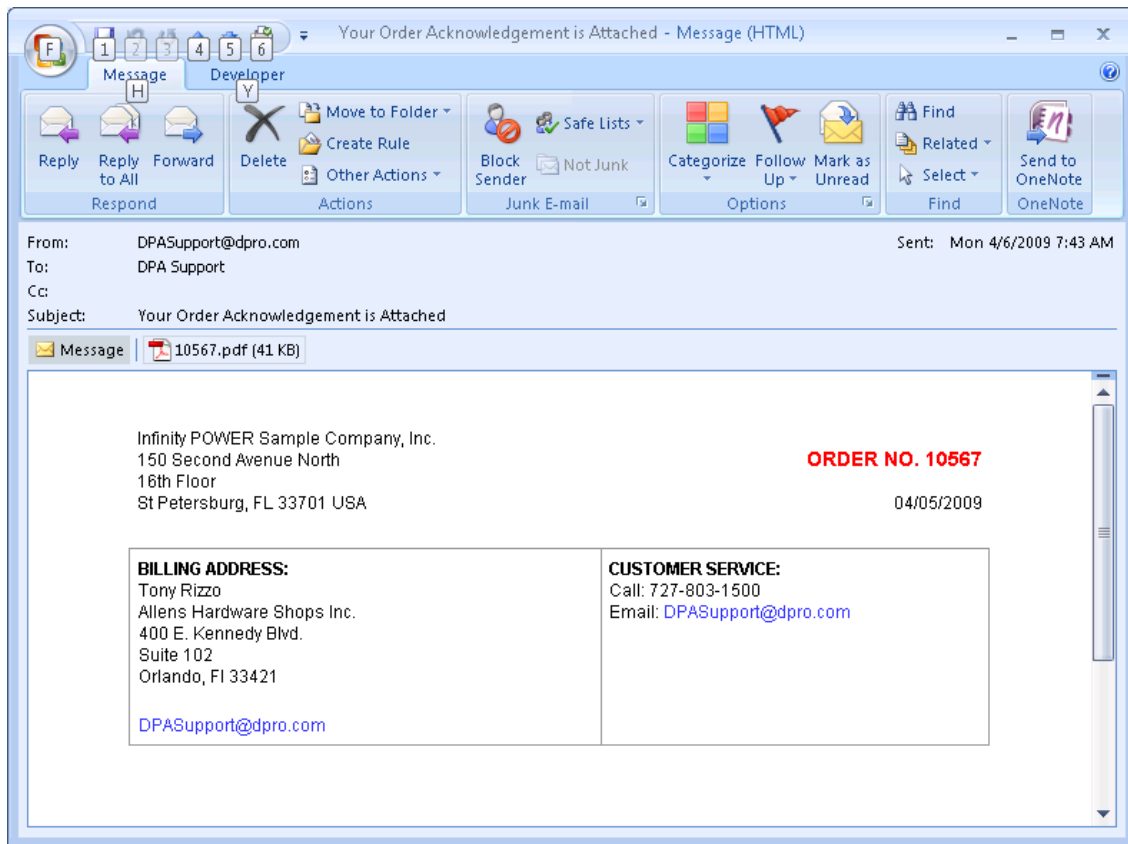 Your Order Acknowledgement is Attached - Message (HTML)
F 1 2 3 4 5 6
Message Developer
H Y
Reply
Reply to All
Forward
Respond
Delete
Move to Folder
Create Rule
Other Actions
Actions
Block Sender
Safe Lists
Not Junk
Junk E-mail
Categorize
Follow Up
Mark as Unread
Options
Find
Related
Select
Find
Send to OneNote
OneNote
From: DPASupport@dpro.com Sent: Mon 4/6/2009 7:43 AM
To: DPA Support
Cc:
Subject: Your Order Acknowledgement is Attached
Message 10567.pdf (41 KB)
Infinity POWER Sample Company, Inc.
150 Second Avenue North
16th Floor
St Petersburg, FL 33701 USA
ORDER NO. 10567
04/05/2009
BILLING ADDRESS:
Tony Rizzo
Allens Hardware Shops Inc.
400 E. Kennedy Blvd.
Suite 102
Orlando, Fl 33421
DPASupport@dpro.com
CUSTOMER SERVICE:
Call: 727-803-1500
Email: DPASupport@dpro.com